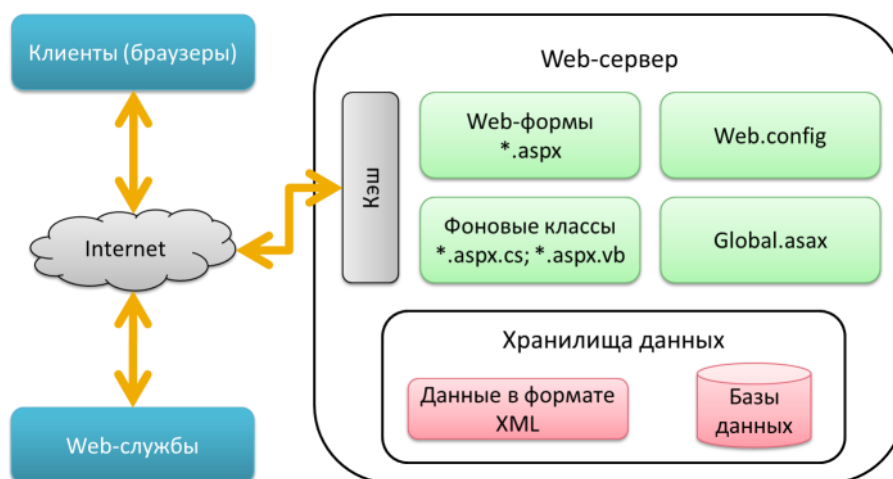 Клиенты (браузеры)
Internet
Web-службы
Web-сервер
Кэш
Web-формы
*.aspx
Web.config
Фоновые классы
*.aspx.cs; *.aspx.vb
Global.asax
Хранилища данных
Данные в формате
XML
Базы
данных